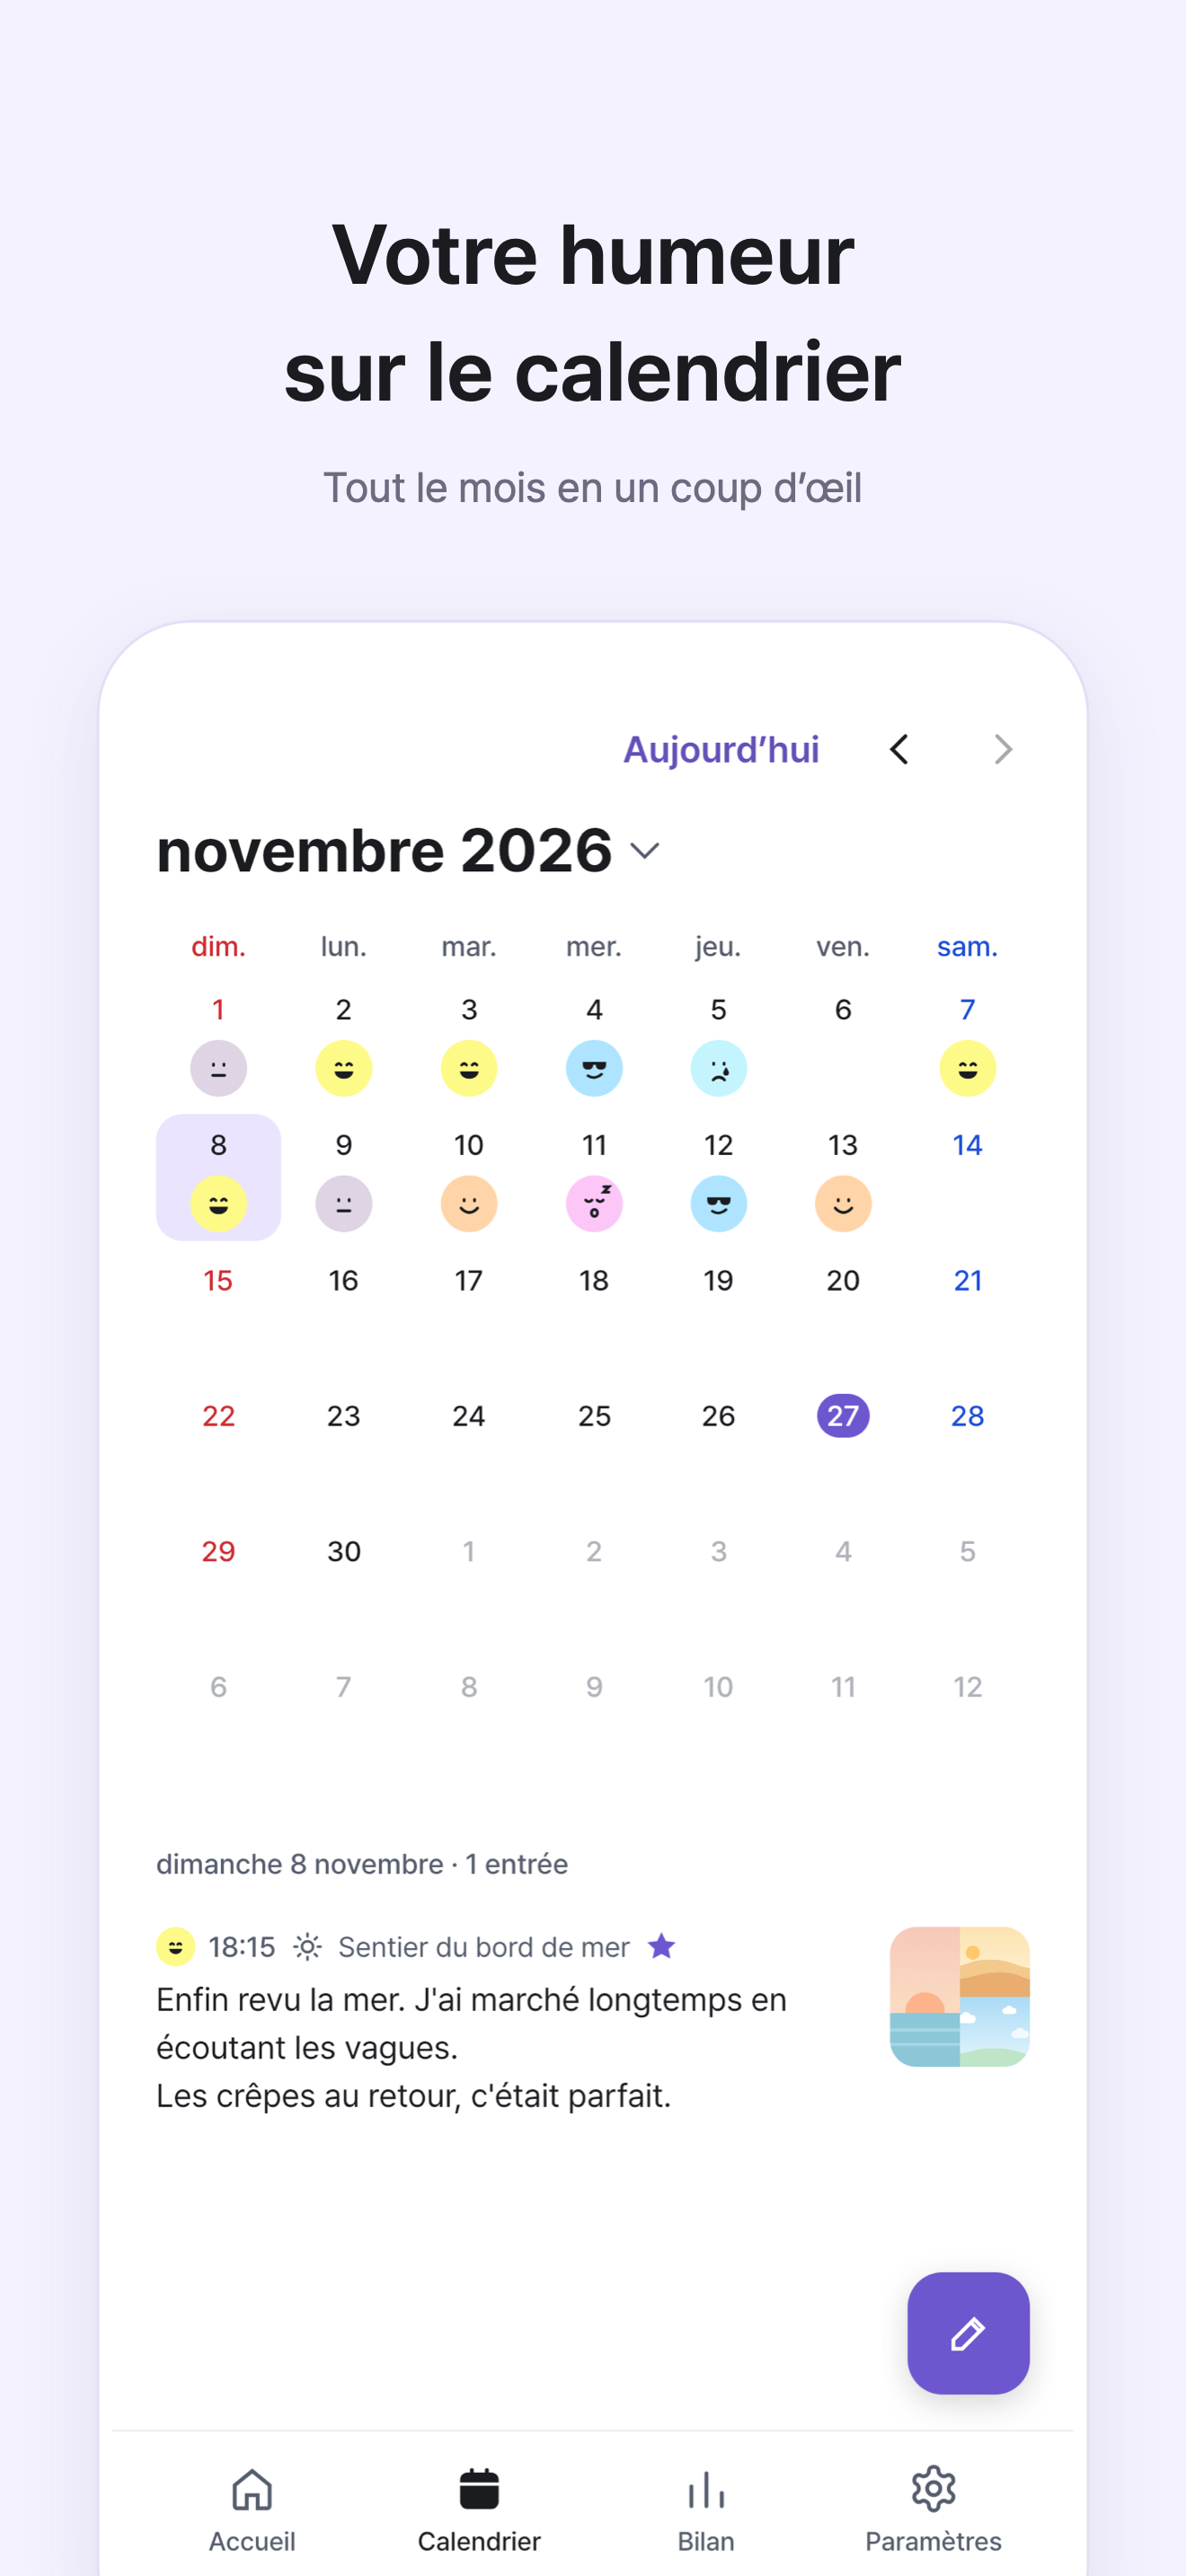 Votre humeur
sur le calendrier
Tout le mois en un coup d’œil
Aujourd’hui
novembre 2026
dim. lun. mar. mer. jeu. ven. sam.
1 2 3 4 5 6 7
8 9 10 11 12 13 14
15 16 17 18 19 20 21
22 23 24 25 26 27 28
29 30 1 2 3 4 5
6 7 8 9 10 11 12
dimanche 8 novembre · 1 entrée
18:15 Sentier du bord de mer
Enfin revu la mer. J'ai marché longtemps en
écoutant les vagues.
Les crêpes au retour, c'était parfait.
Accueil Calendrier Bilan Paramètres